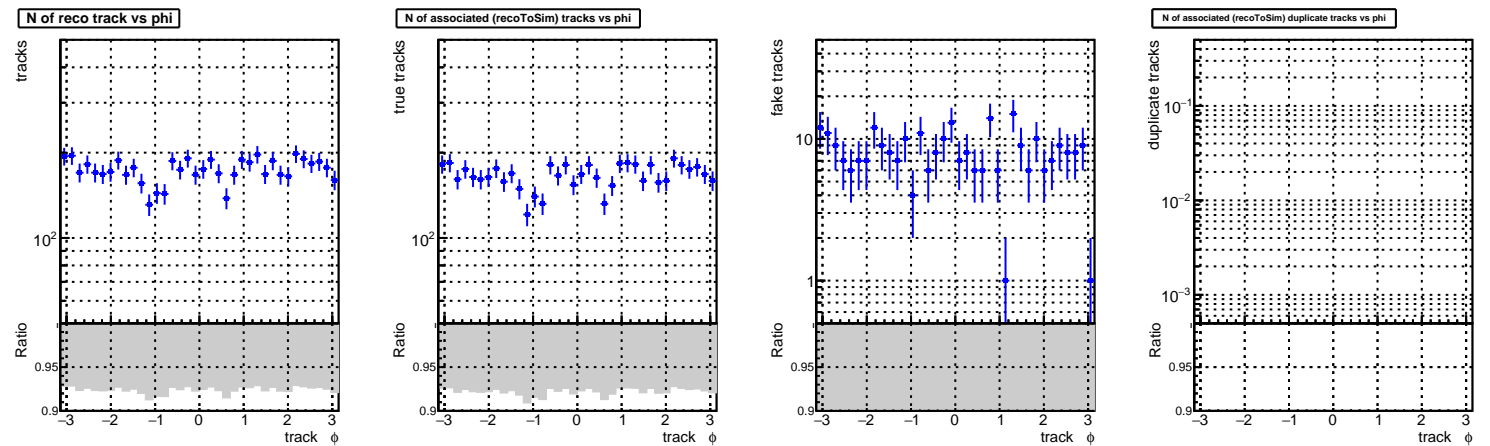 N of reco track vs phi
tracks
10²
Ratio
0.95
0.9
−3 −2 −1 0 1 2 3
track ϕ
N of associated (recoToSim) tracks vs phi
true tracks
10²
Ratio
0.95
0.9
−3 −2 −1 0 1 2 3
track ϕ
fake tracks
10
1
Ratio
0.95
0.9
−3 −2 −1 0 1 2 3
track ϕ
N of associated (recoToSim) duplicate tracks vs phi
duplicate tracks
10⁻¹
10⁻²
10⁻³
Ratio
0.95
0.9
−3 −2 −1 0 1 2 3
track ϕ